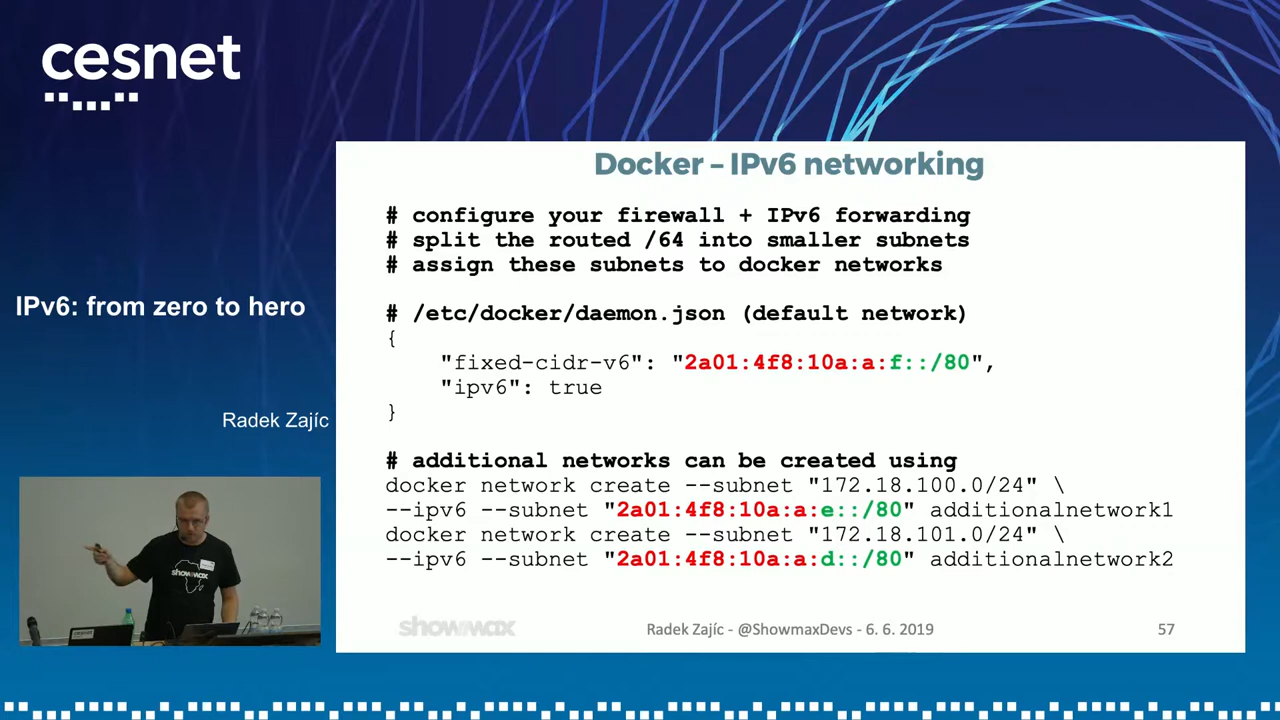 cesnet
Docker – IPv6 networking
# configure your firewall + IPv6 forwarding
# split the routed /64 into smaller subnets
# assign these subnets to docker networks
# /etc/docker/daemon.json (default network)
{
"fixed-cidr-v6": "2a01:4f8:10a:a:f::/80",
"ipv6": true
}
# additional networks can be created using
docker network create --subnet "172.18.100.0/24" \
--ipv6 --subnet "2a01:4f8:10a:a:e::/80" additionalnetwork1
docker network create --subnet "172.18.101.0/24" \
--ipv6 --subnet "2a01:4f8:10a:a:d::/80" additionalnetwork2
showmax
Radek Zajíc - @ShowmaxDevs - 6. 6. 2019
57
IPv6: from zero to hero
Radek Zajíc
showmax